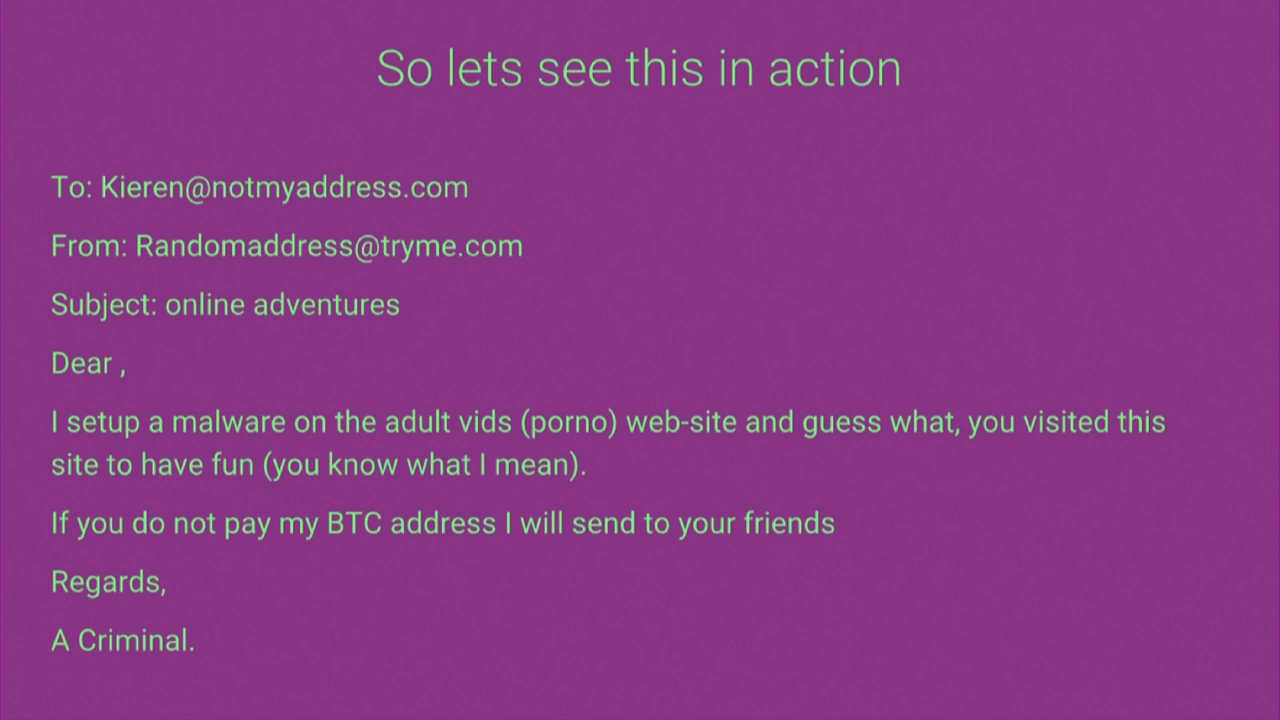 So lets see this in action
To: Kieren@notmyaddress.com
From: Randomaddress@tryme.com
Subject: online adventures
Dear ,
I setup a malware on the adult vids (porno) web-site and guess what, you visited this
site to have fun (you know what I mean).
If you do not pay my BTC address I will send to your friends
Regards,
A Criminal.